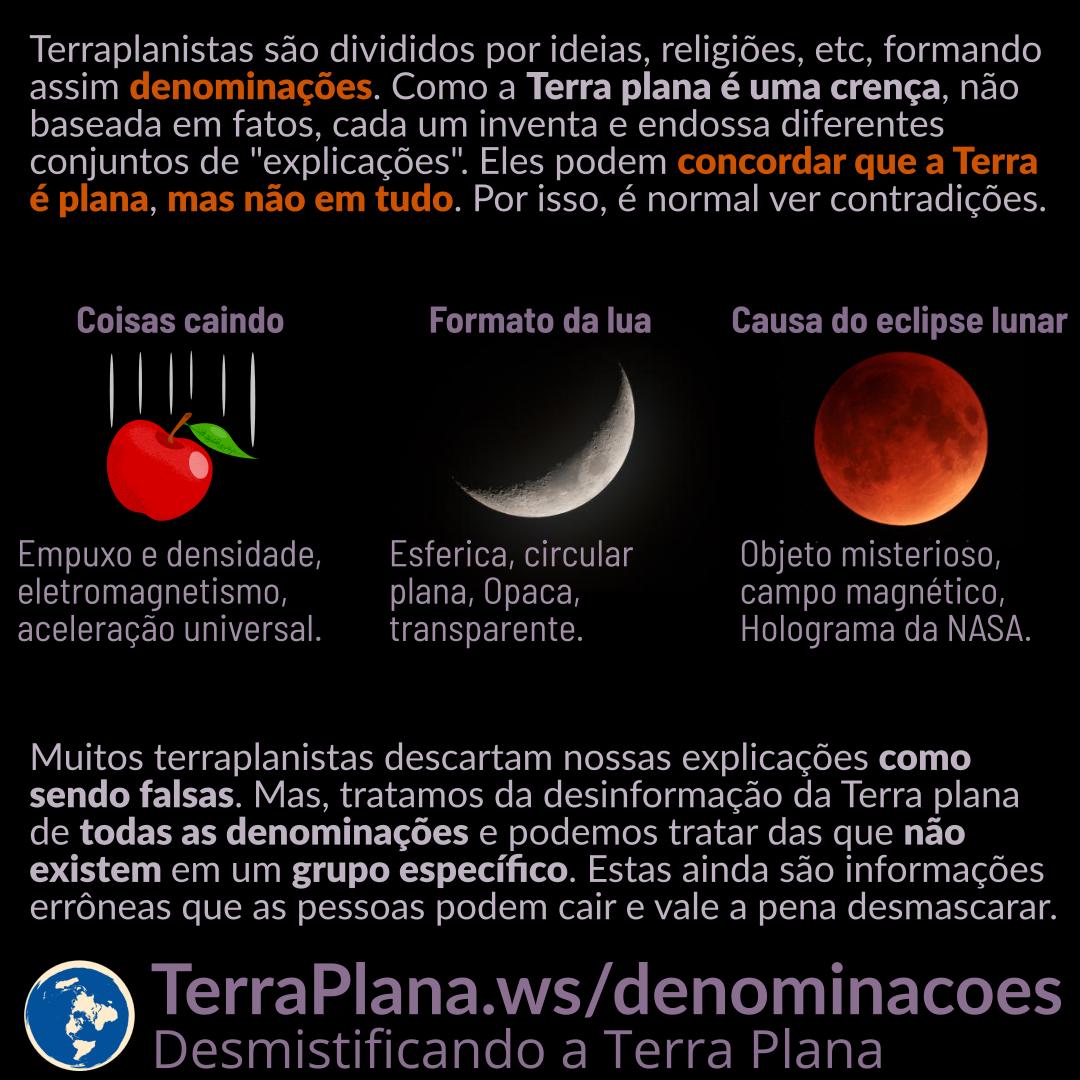 Terraplanistas são divididos por ideias, religiões, etc, formando
assim denominações. Como a Terra plana é uma crença, não
baseada em fatos, cada um inventa e endossa diferentes
conjuntos de "explicações". Eles podem concordar que a Terra
é plana, mas não em tudo. Por isso, é normal ver contradições.
Coisas caindo
Empuxo e densidade,
eletromagnetismo,
aceleração universal.
Formato da lua
Esferica, circular
plana, Opaca,
transparente.
Causa do eclipse lunar
Objeto misterioso,
campo magnético,
Holograma da NASA.
Muitos terraplanistas descartam nossas explicações como
sendo falsas. Mas, tratamos da desinformação da Terra plana
de todas as denominações e podemos tratar das que não
existem em um grupo específico. Estas ainda são informações
errôneas que as pessoas podem cair e vale a pena desmascarar.
TerraPlana.ws/denominacoes
Desmistificando a Terra Plana